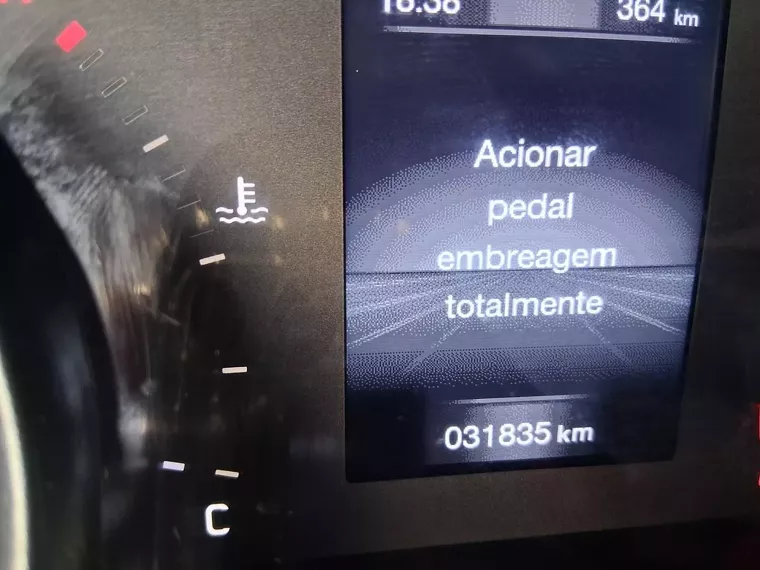 364 km
Acionar
pedal
embreagem
totalmente
031835 km
C